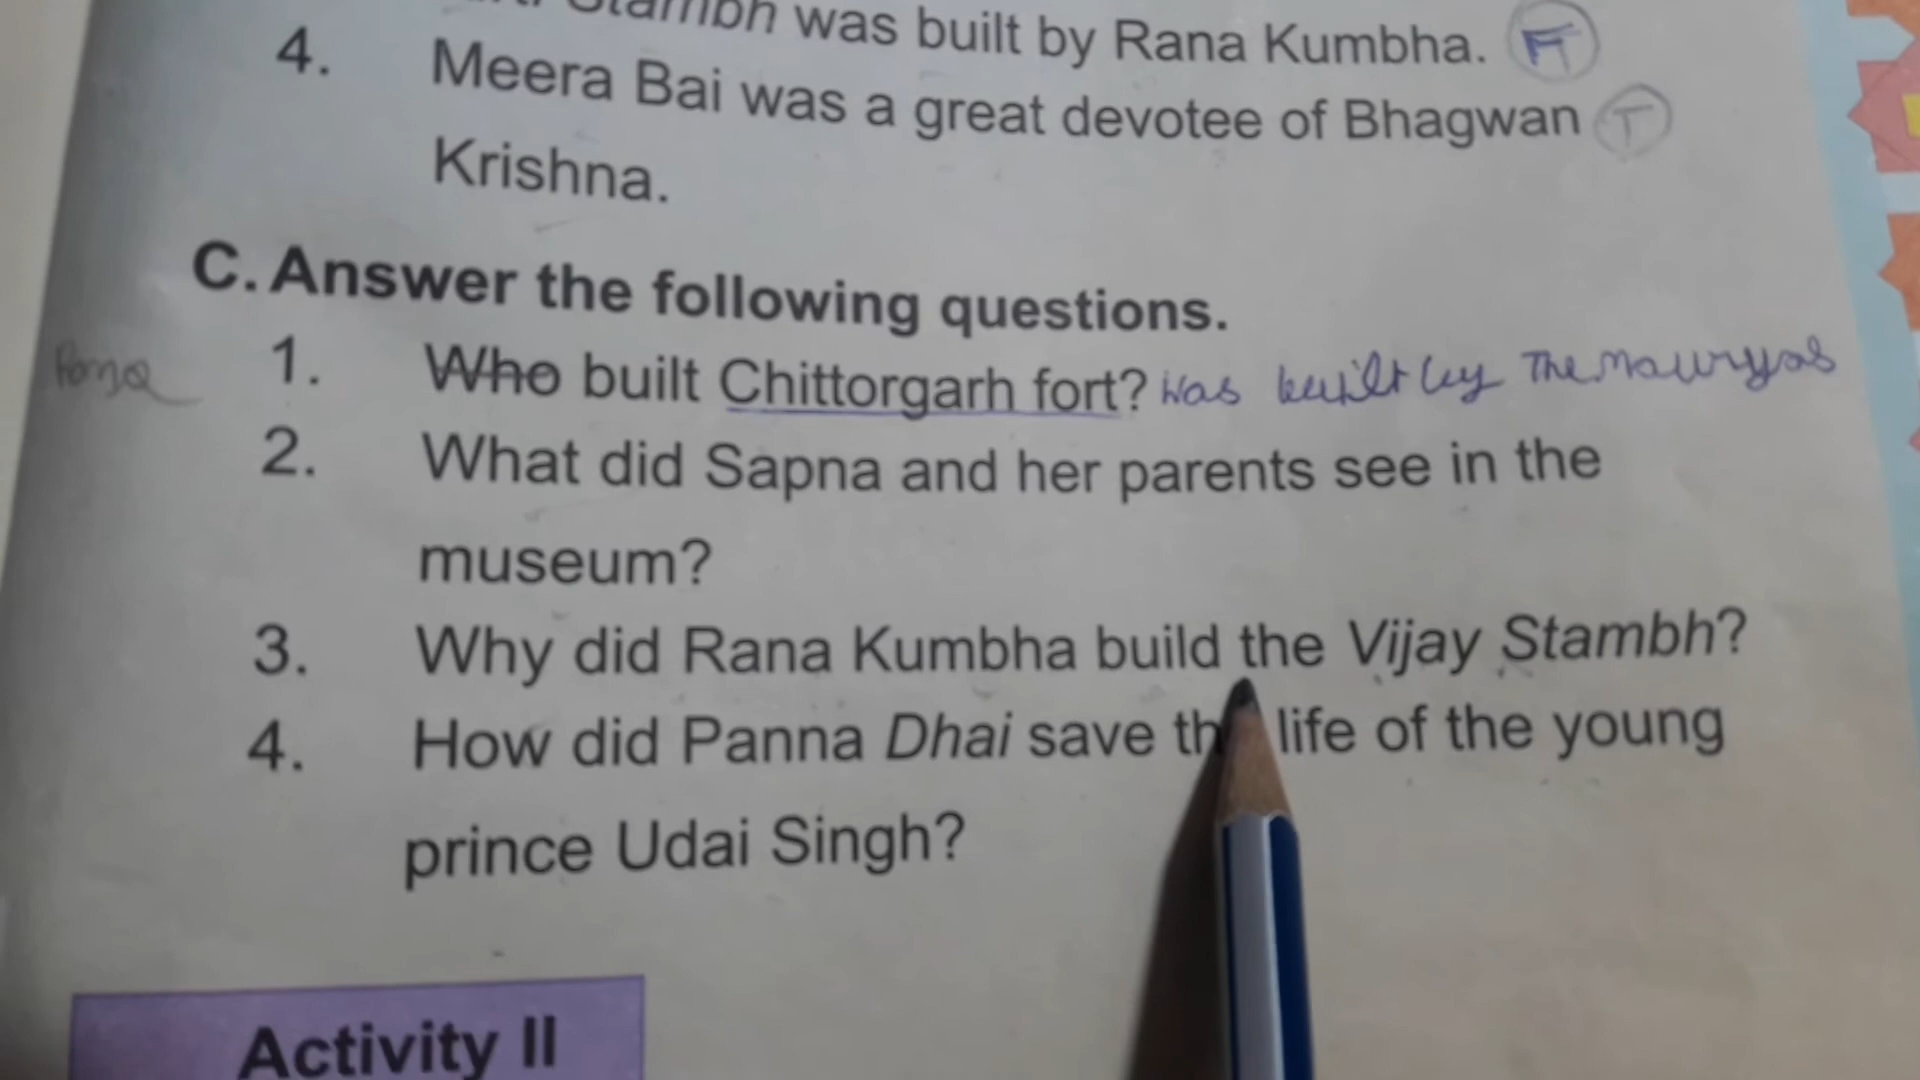 Stambh was built by Rana Kumbha.
4. Meera Bai was a great devotee of Bhagwan T
Krishna.
C. Answer the following questions.
1. Who built Chittorgarh fort? was built by The Mauryas
2. What did Sapna and her parents see in the
museum?
3. Why did Rana Kumbha build the Vijay Stambh?
4. How did Panna Dhai save th life of the young
prince Udai Singh?
Activity II